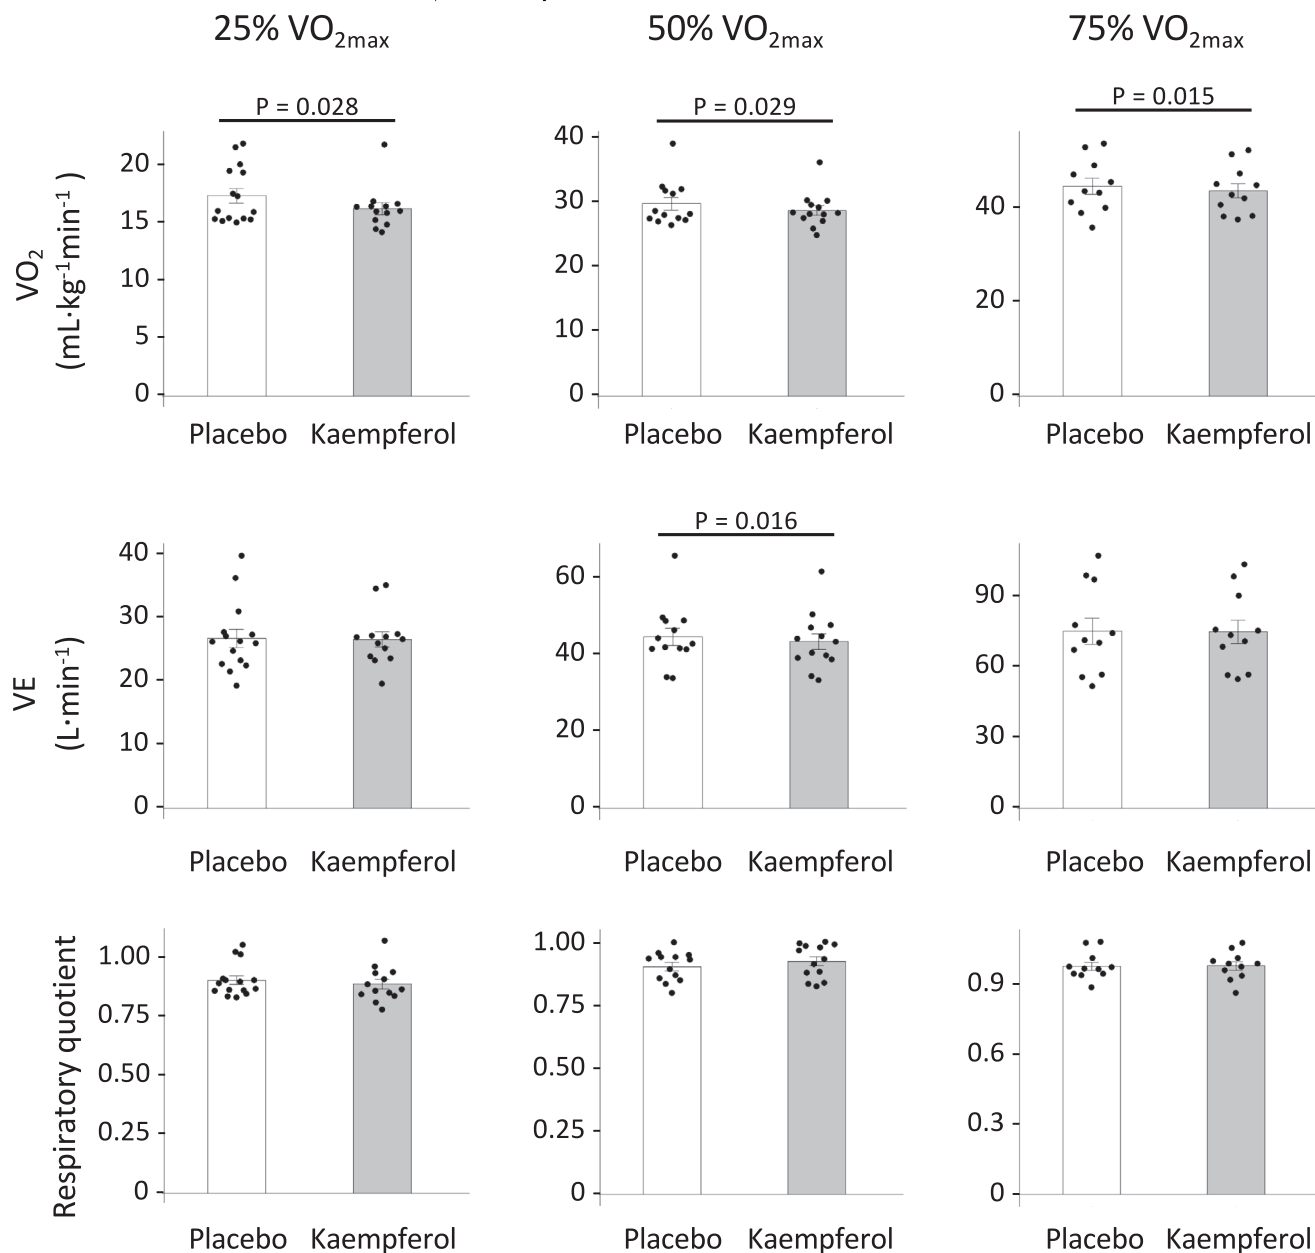 25% VO2max 50% VO2max 75% VO2max
P = 0.028 P = 0.029 P = 0.015
VO2
(mL·kg-1min-1 )
20
15
10
5
0
Placebo Kaempferol
40
30
20
10
0
Placebo Kaempferol
40
20
0
Placebo Kaempferol
P = 0.016
VE
(L·min-1)
40
30
20
10
0
Placebo Kaempferol
60
40
20
0
Placebo Kaempferol
90
60
30
0
Placebo Kaempferol
Respiratory quotient
1.00
0.75
0.50
0.25
0
Placebo Kaempferol
1.00
0.75
0.50
0.25
0
Placebo Kaempferol
0.9
0.6
0.3
0
Placebo Kaempferol